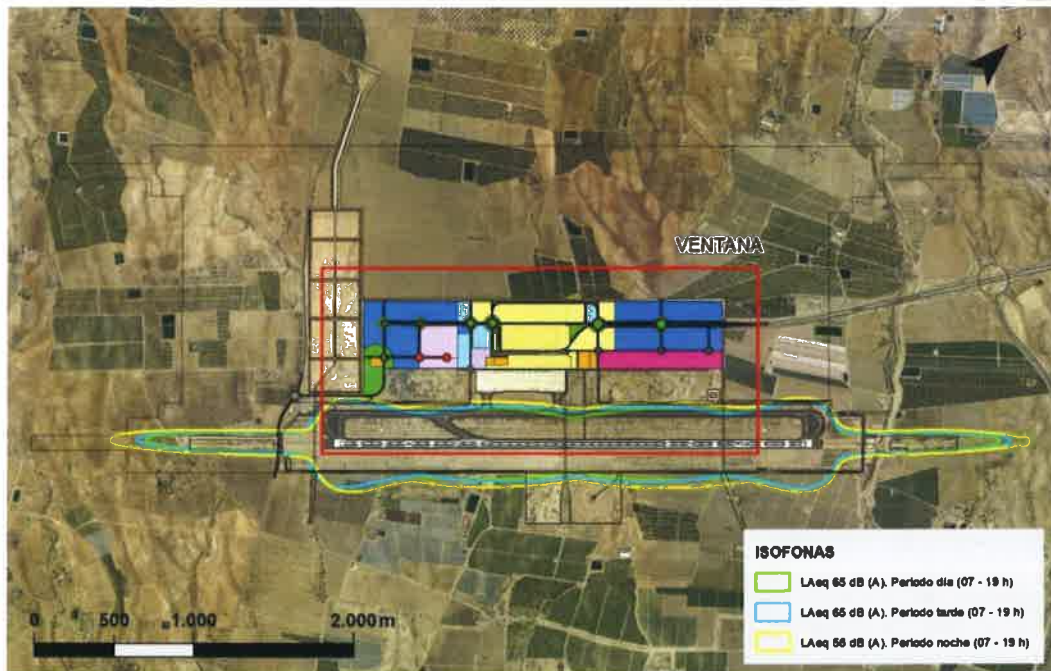 VENTANA
ISOFONAS
LAeq 65 dB (A). Periodo día (07 - 19 h)
LAeq 65 dB (A). Periodo tarde (07 - 19 h)
LAeq 55 dB (A). Periodo noche (07 - 19 h)
0 500 1.000 2.000 m